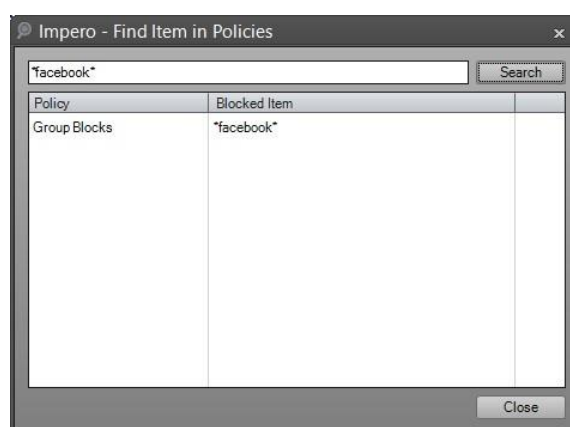 Impero - Find Item in Policies x
*facebook* Search
Policy Blocked Item
Group Blocks *facebook*
Close